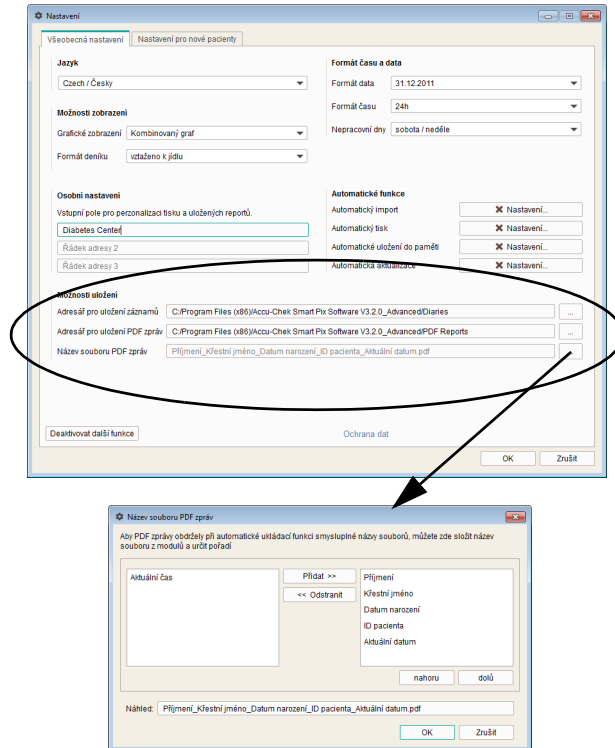 Nastavení
Všeobecná nastavení
Nastavení pro nové pacienty
Jazyk
Czech / Česky
Možnosti zobrazení
Grafické zobrazení Kombinovaný graf
Formát deníku vztaženo k jídlu
Formát času a data
Formát data 31.12.2011
Formát času 24h
Nepracovní dny sobota / neděle
Osobní nastavení
Vstupní pole pro personalizaci tisku a uložených reportů.
Diabetes Center
Řádek adresy 2
Řádek adresy 3
Automatické funkce
Automatický import Nastavení...
Automatický tisk Nastavení...
Automatické uložení do paměti Nastavení...
Automatická aktualizace Nastavení...
Možnosti uložení
Adresář pro uložení záznamů C:/Program Files (x86)/Accu-Chek Smart Pix Software V3.2.0_Advanced/Diaries ...
Adresář pro uložení PDF zpráv C:/Program Files (x86)/Accu-Chek Smart Pix Software V3.2.0_Advanced/PDF Reports ...
Název souboru PDF zpráv Příjmení_Křestní jméno_Datum narození_ID pacienta_Aktuální datum.pdf
Deaktivovat další funkce
Ochrana dat
OK Zrušit
Název souboru PDF zpráv
Aby PDF zprávy obdržely při automatické ukládací funkci smysluplné názvy souborů, můžete zde složit název
souboru z modulů a určit pořadí
Aktuální čas
Přidat >>
<< Odstranit
Příjmení
Křestní jméno
Datum narození
ID pacienta
Aktuální datum
nahoru dolů
Náhled: Příjmení_Křestní jméno_Datum narození_ID pacienta_Aktuální datum.pdf
OK Zrušit